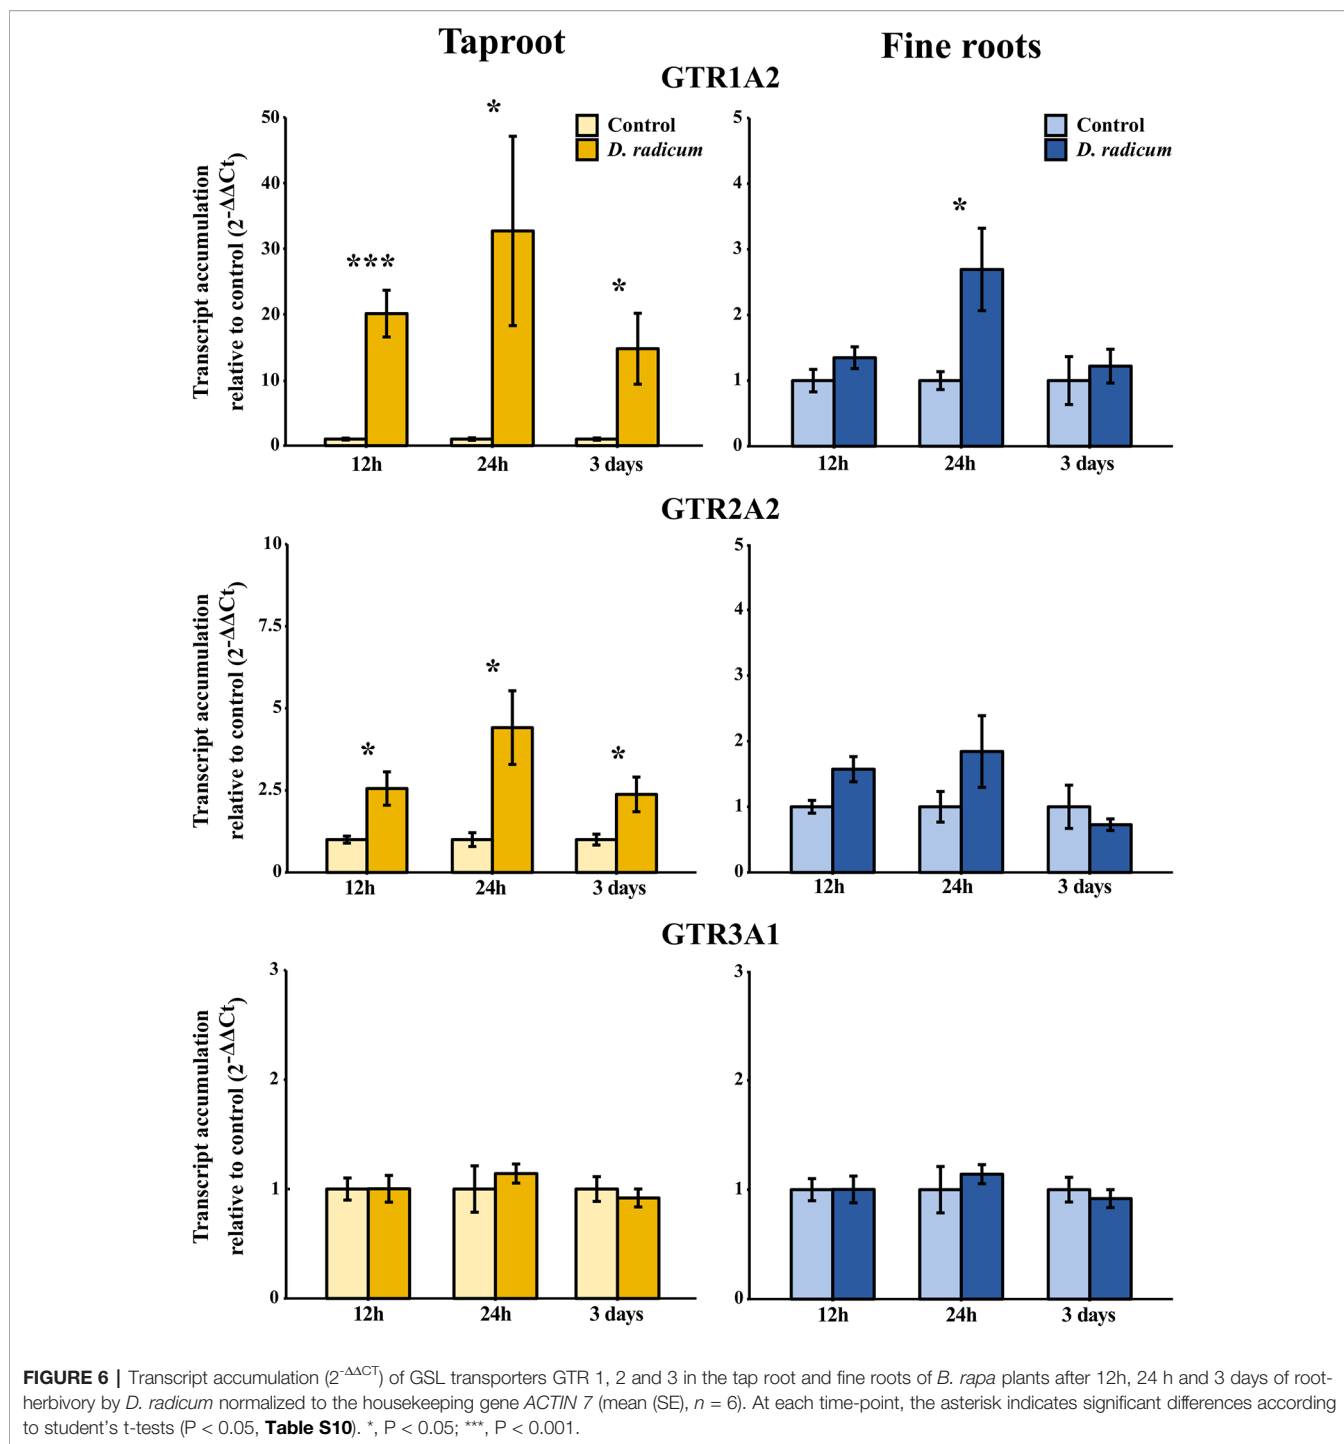 Taproot
Fine roots
GTR1A2
Transcript accumulation
relative to control (2-ΔΔCt)
50
40
30
20
10
0
*** * *
Control
D. radicum
12h 24h 3 days
5
4
3
2
1
0
*
Control
D. radicum
12h 24h 3 days
GTR2A2
Transcript accumulation
relative to control (2-ΔΔCt)
10
7.5
5
2.5
0
* * *
12h 24h 3 days
5
4
3
2
1
0
12h 24h 3 days
GTR3A1
Transcript accumulation
relative to control (2-ΔΔCt)
3
2
1
0
12h 24h 3 days
3
2
1
0
12h 24h 3 days
FIGURE 6 | Transcript accumulation (2-ΔΔCT) of GSL transporters GTR 1, 2 and 3 in the tap root and fine roots of B. rapa plants after 12h, 24 h and 3 days of root-
herbivory by D. radicum normalized to the housekeeping gene ACTIN 7 (mean (SE), n = 6). At each time-point, the asterisk indicates significant differences according
to student's t-tests (P < 0.05, Table S10). *, P < 0.05; ***, P < 0.001.